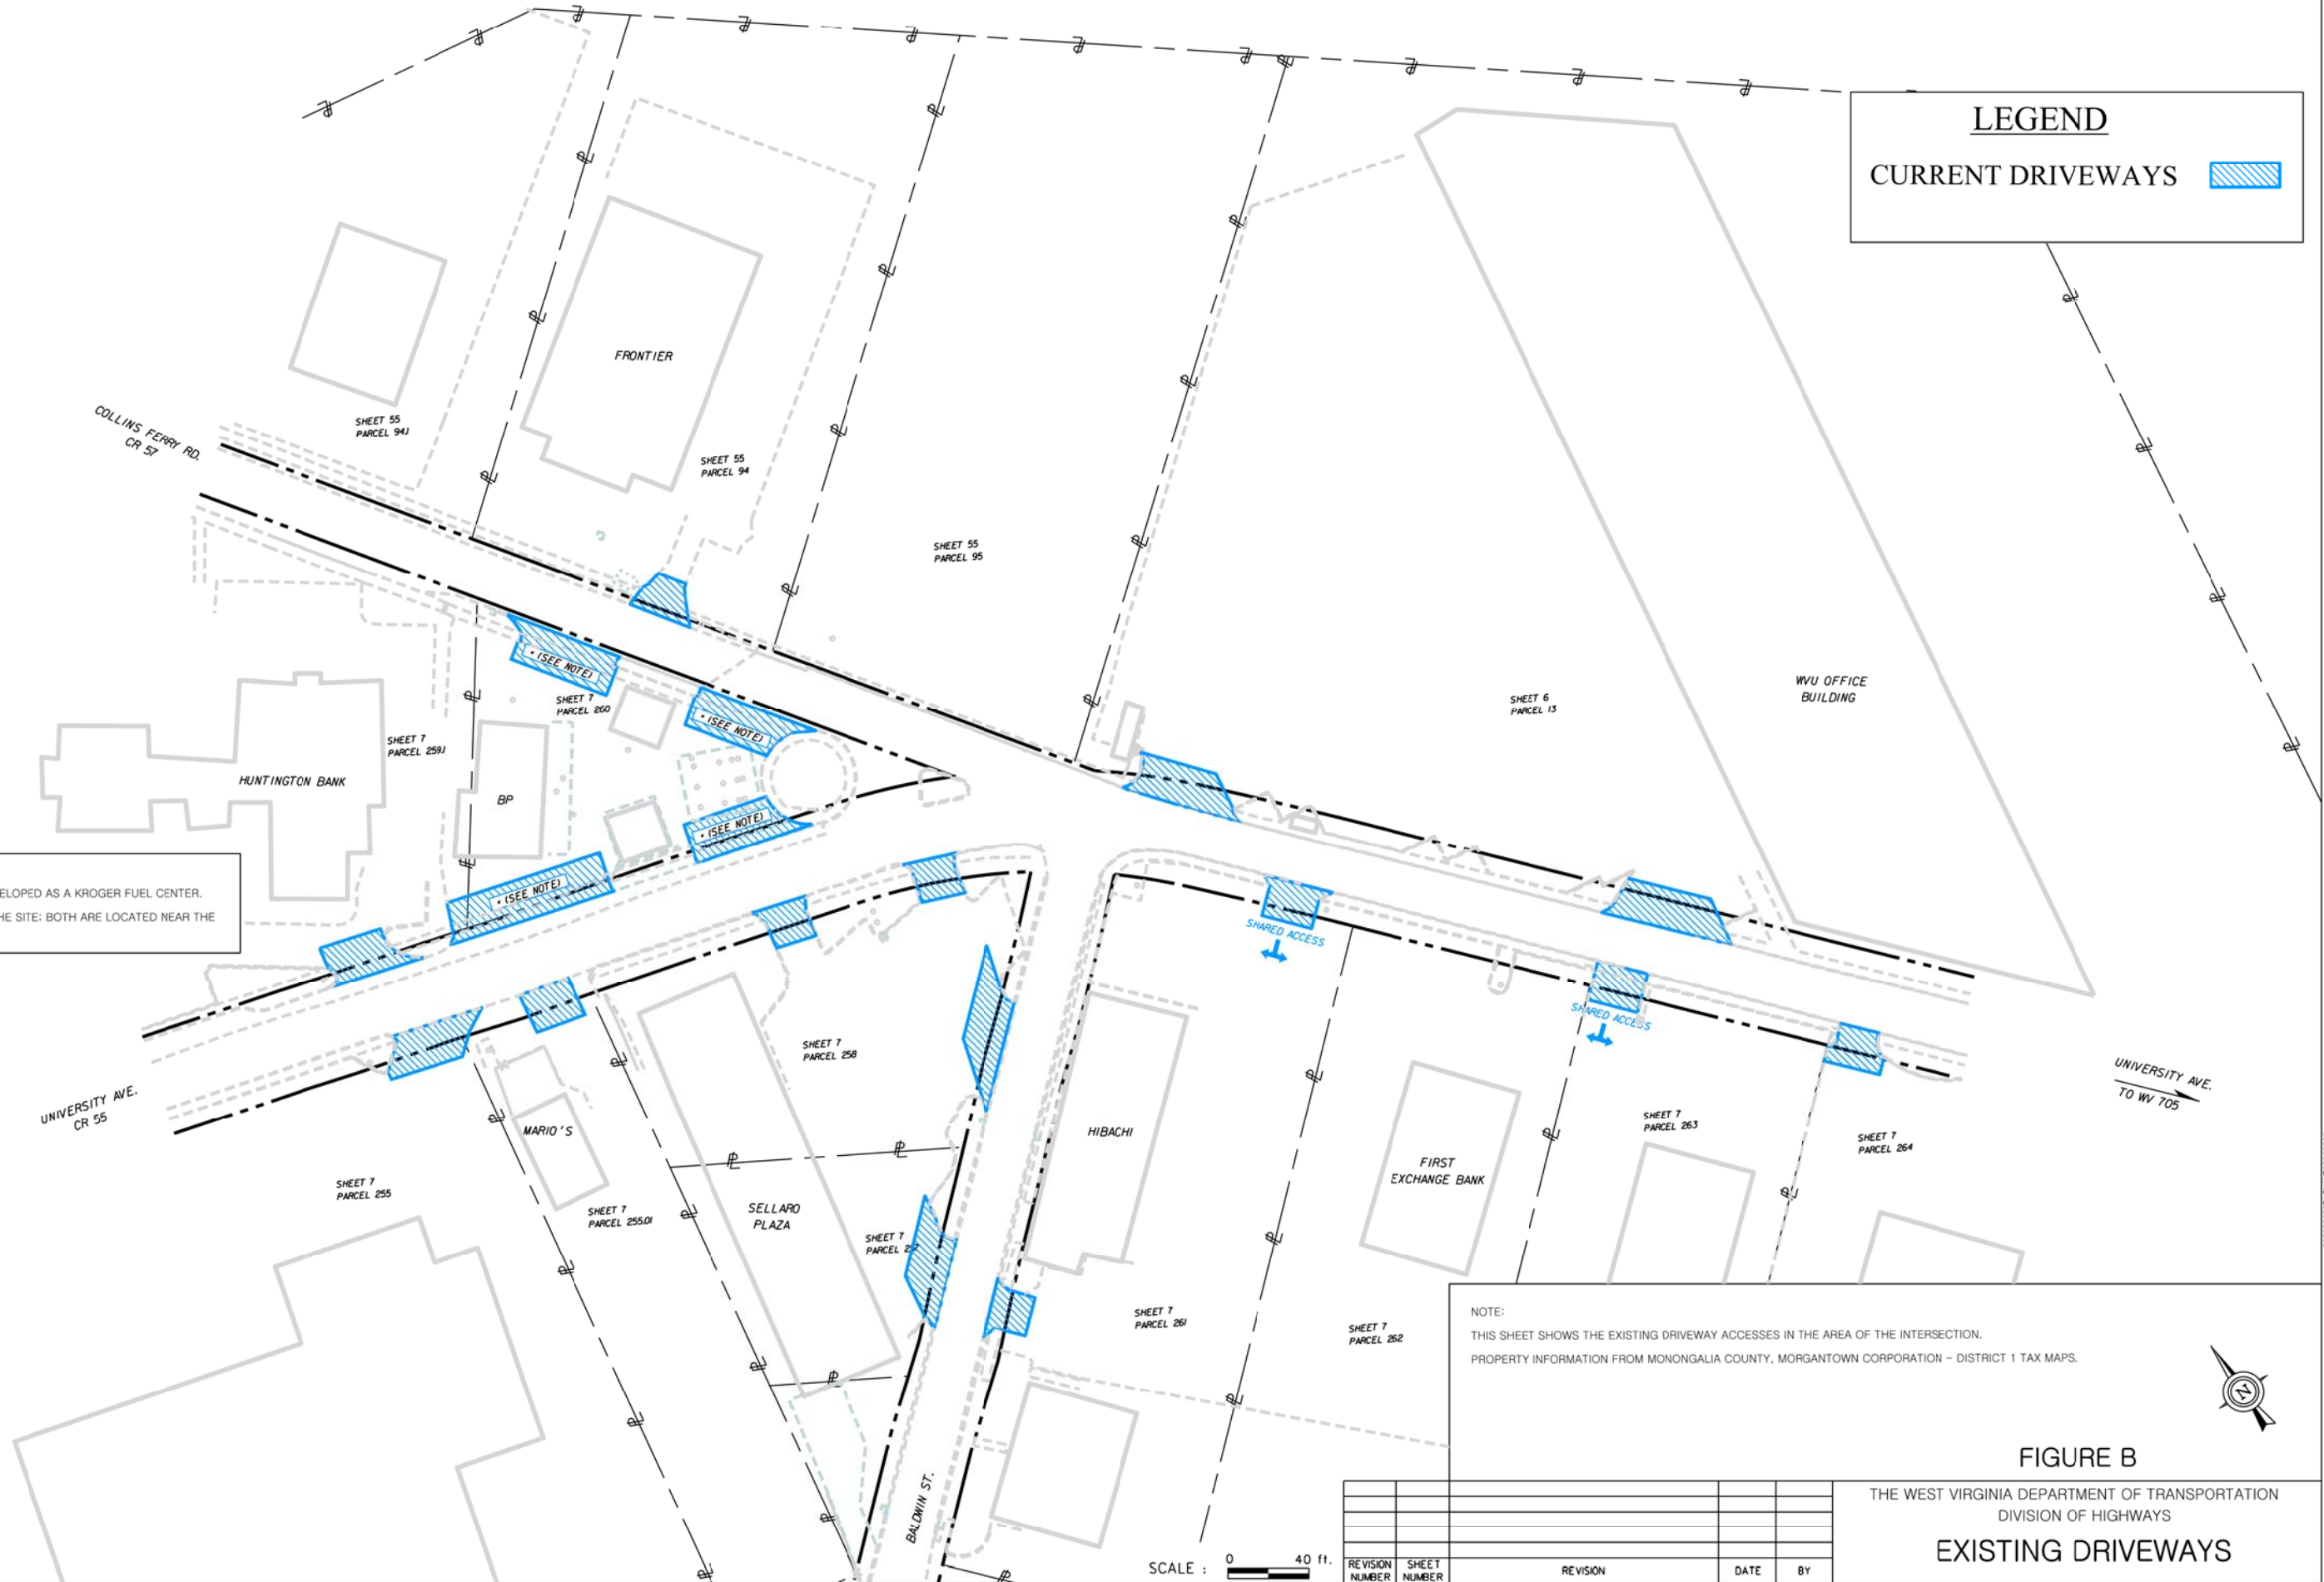 LEGEND
CURRENT DRIVEWAYS
FRONTIER
COLLINS FERRY RD.
CR 57
SHEET 55
PARCEL 94.1
SHEET 55
PARCEL 94
SHEET 55
PARCEL 95
SHEET 6
PARCEL 13
WVU OFFICE
BUILDING
* (SEE NOTE)
SHEET 7
PARCEL 260
* (SEE NOTE)
SHEET 7
PARCEL 259.1
HUNTINGTON BANK
BP
* (SEE NOTE)
* (SEE NOTE)
ELOPED AS A KROGER FUEL CENTER.
HE SITE; BOTH ARE LOCATED NEAR THE
SHARED ACCESS
SHARED ACCESS
UNIVERSITY AVE.
CR 55
UNIVERSITY AVE.
TO WV 705
MARIO'S
SHEET 7
PARCEL 258
HIBACHI
SHEET 7
PARCEL 263
SHEET 7
PARCEL 264
FIRST
EXCHANGE BANK
SHEET 7
PARCEL 255
SHEET 7
PARCEL 255.01
SELLARO
PLAZA
SHEET 7
PARCEL
SHEET 7
PARCEL 261
SHEET 7
PARCEL 262
NOTE:
THIS SHEET SHOWS THE EXISTING DRIVEWAY ACCESSES IN THE AREA OF THE INTERSECTION.
PROPERTY INFORMATION FROM MONONGALIA COUNTY, MORGANTOWN CORPORATION - DISTRICT 1 TAX MAPS.
N
FIGURE B
BALDWIN ST.
SCALE : 0 40 ft.
REVISION NUMBER
SHEET NUMBER
REVISION
DATE
BY
THE WEST VIRGINIA DEPARTMENT OF TRANSPORTATION
DIVISION OF HIGHWAYS
EXISTING DRIVEWAYS